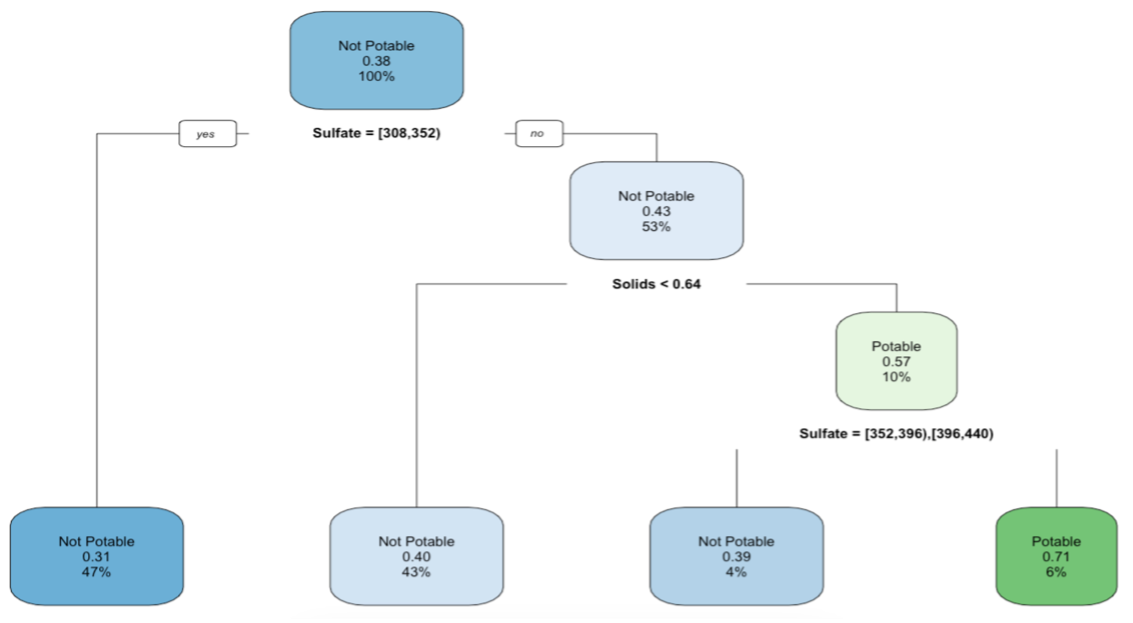 Not Potable
0.38
100%
yes
Sulfate = [308,352)
no
Not Potable
0.43
53%
Solids < 0.64
Potable
0.57
10%
Sulfate = [352,396),[396,440)
Not Potable
0.31
47%
Not Potable
0.40
43%
Not Potable
0.39
4%
Potable
0.71
6%